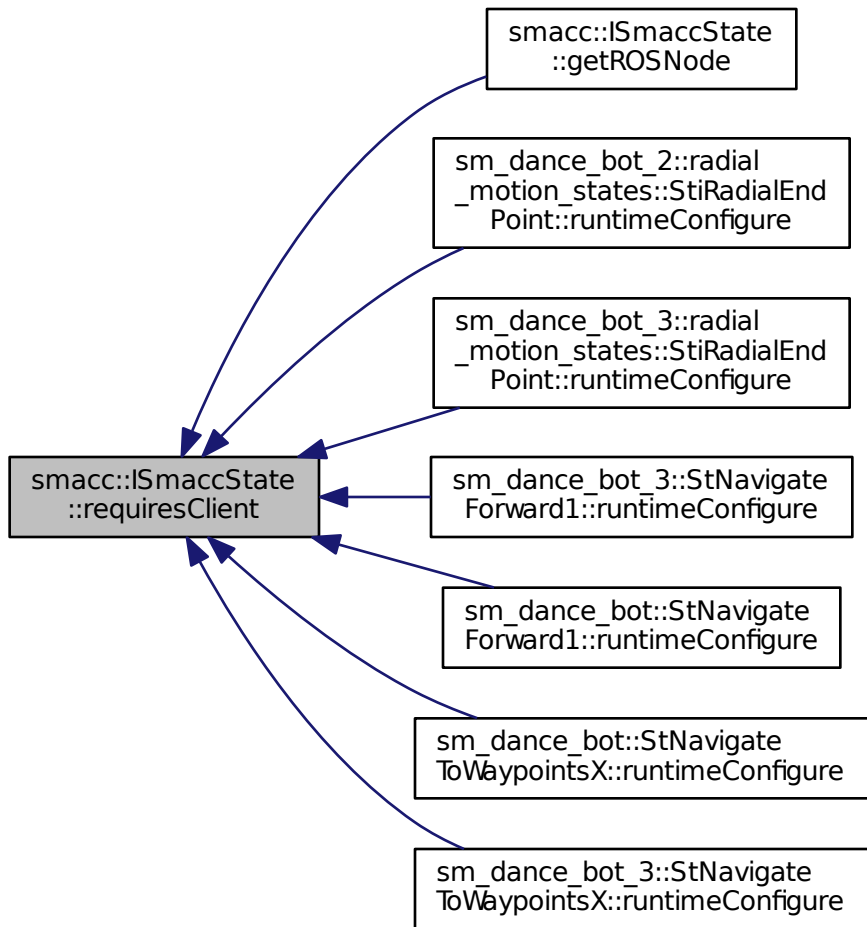 smacc::ISmaccState
::getROSNode
sm_dance_bot_2::radial
_motion_states::StiRadialEnd
Point::runtimeConfigure
sm_dance_bot_3::radial
_motion_states::StiRadialEnd
Point::runtimeConfigure
smacc::ISmaccState
::requiresClient
sm_dance_bot_3::StNavigate
Forward1::runtimeConfigure
sm_dance_bot::StNavigate
Forward1::runtimeConfigure
sm_dance_bot::StNavigate
ToWaypointsX::runtimeConfigure
sm_dance_bot_3::StNavigate
ToWaypointsX::runtimeConfigure